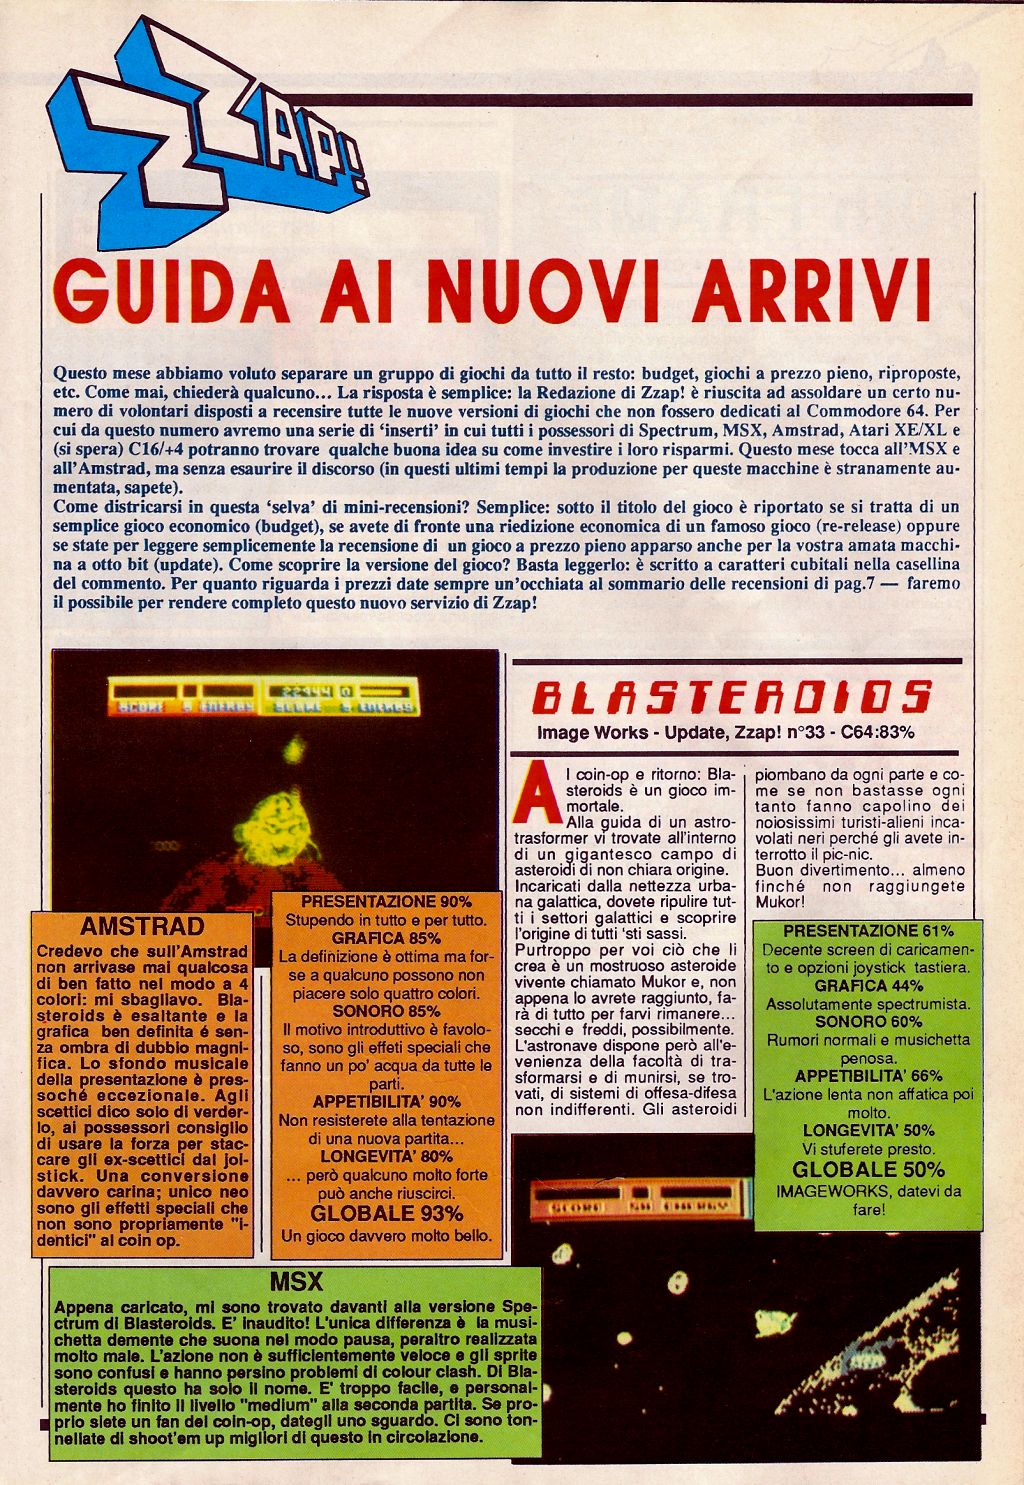 ZZAP!
GUIDA AI NUOVI ARRIVI
Questo mese abbiamo voluto separare un gruppo di giochi da tutto il resto: budget, giochi a prezzo pieno, riproposte,
etc. Come mai, chiederà qualcuno... La risposta è semplice: la Redazione di Zzap! è riuscita ad assoldare un certo nu-
mero di volontari disposti a recensire tutte le nuove versioni di giochi che non fossero dedicati al Commodore 64. Per
cui da questo numero avremo una serie di 'inserti' in cui tutti i possessori di Spectrum, MSX, Amstrad, Atari XE/XL e
(si spera) C16/+4 potranno trovare qualche buona idea su come investire i loro risparmi. Questo mese tocca all'MSX e
all'Amstrad, ma senza esaurire il discorso (in questi ultimi tempi la produzione per queste macchine è stranamente au-
mentata, sapete).
Come districarsi in questa 'selva' di mini-recensioni? Semplice: sotto il titolo del gioco è riportato se si tratta di un
semplice gioco economico (budget), se avete di fronte una riedizione economica di un famoso gioco (re-release) oppure
se state per leggere semplicemente la recensione di un gioco a prezzo pieno apparso anche per la vostra amata macchi-
na a otto bit (update). Come scoprire la versione del gioco? Basta leggerlo: è scritto a caratteri cubitali nella casellina
del commento. Per quanto riguarda i prezzi date sempre un'occhiata al sommario delle recensioni di pag.7 — faremo
il possibile per rendere completo questo nuovo servizio di Zzap!
22944 0
SCORE S ENERGY SCORE S ENERGY
BLASTEROIDS
Image Works - Update, Zzap! n°33 - C64:83%
Al coin-op e ritorno: Bla-
steroids è un gioco im-
mortale.
Alla guida di un astro-
trasformer vi trovate all'interno
di un gigantesco campo di
asteroidi di non chiara origine.
Incaricati dalla nettezza urba-
na galattica, dovete ripulire tut-
ti i settori galattici e scoprire
l'origine di tutti 'sti sassi.
Purtroppo per voi ciò che li
crea è un mostruoso asteroide
vivente chiamato Mukor e, non
appena lo avrete raggiunto, fa-
rà di tutto per farvi rimanere...
secchi e freddi, possibilmente.
L'astronave dispone però all'e-
venienza della facoltà di tra-
sformarsi e di munirsi, se tro-
vati, di sistemi di offesa-difesa
non indifferenti. Gli asteroidi
piombano da ogni parte e co-
me se non bastasse ogni
tanto fanno capolino dei
noiosissimi turisti-alieni inca-
volati neri perché gli avete in-
terrotto il pic-nic.
Buon divertimento... almeno
finché non raggiungete
Mukor!
AMSTRAD
Credevo che sull'Amstrad
non arrivase mai qualcosa
di ben fatto nel modo a 4
colori: mi sbagliavo. Bla-
steroids è esaltante e la
grafica ben definita é sen-
za ombra di dubbio magni-
fica. Lo sfondo musicale
della presentazione è pres-
soché eccezionale. Agli
scettici dico solo di verder-
lo, ai possessori consiglio
di usare la forza per stac-
care gli ex-scettici dal joi-
stick. Una conversione
davvero carina; unico neo
sono gli effetti speciali che
non sono propriamente "i-
dentici" al coin op.
PRESENTAZIONE 90%
Stupendo in tutto e per tutto.
GRAFICA 85%
La definizione è ottima ma for-
se a qualcuno possono non
piacere solo quattro colori.
SONORO 85%
Il motivo introduttivo è favolo-
so, sono gli effeti speciali che
fanno un po' acqua da tutte le
parti.
APPETIBILITA' 90%
Non resisterete alla tentazione
di una nuova partita...
LONGEVITA' 80%
... però qualcuno molto forte
può anche riuscirci.
GLOBALE 93%
Un gioco davvero molto bello.
PRESENTAZIONE 61%
Decente screen di caricamen-
to e opzioni joystick tastiera.
GRAFICA 44%
Assolutamente spectrumista.
SONORO 60%
Rumori normali e musichetta
penosa.
APPETIBILITA' 66%
L'azione lenta non affatica poi
molto.
LONGEVITÀ 50%
Vi stuferete presto.
GLOBALE 50%
IMAGEWORKS, datevi da
fare!
SCORE SH ENERGY
MSX
Appena caricato, mi sono trovato davanti alla versione Spe-
ctrum di Blasteroids. E' inaudito! L'unica differenza è la musi-
chetta demente che suona nel modo pausa, peraltro realizzata
molto male. L'azione non è sufficientemente veloce e gli sprite
sono confusi e hanno persino problemi di colour clash. Di Bla-
steroids questo ha solo il nome. E' troppo facile, e personal-
mente ho finito il livello "medium" alla seconda partita. Se pro-
prio siete un fan del coin-op, dategli uno sguardo. Ci sono ton-
nellate di shoot'em up migliori di questo in circolazione.